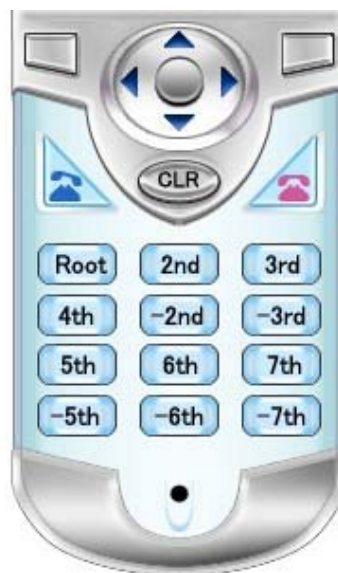 CLR
Root 2nd 3rd
4th -2nd -3rd
5th 6th 7th
-5th -6th -7th